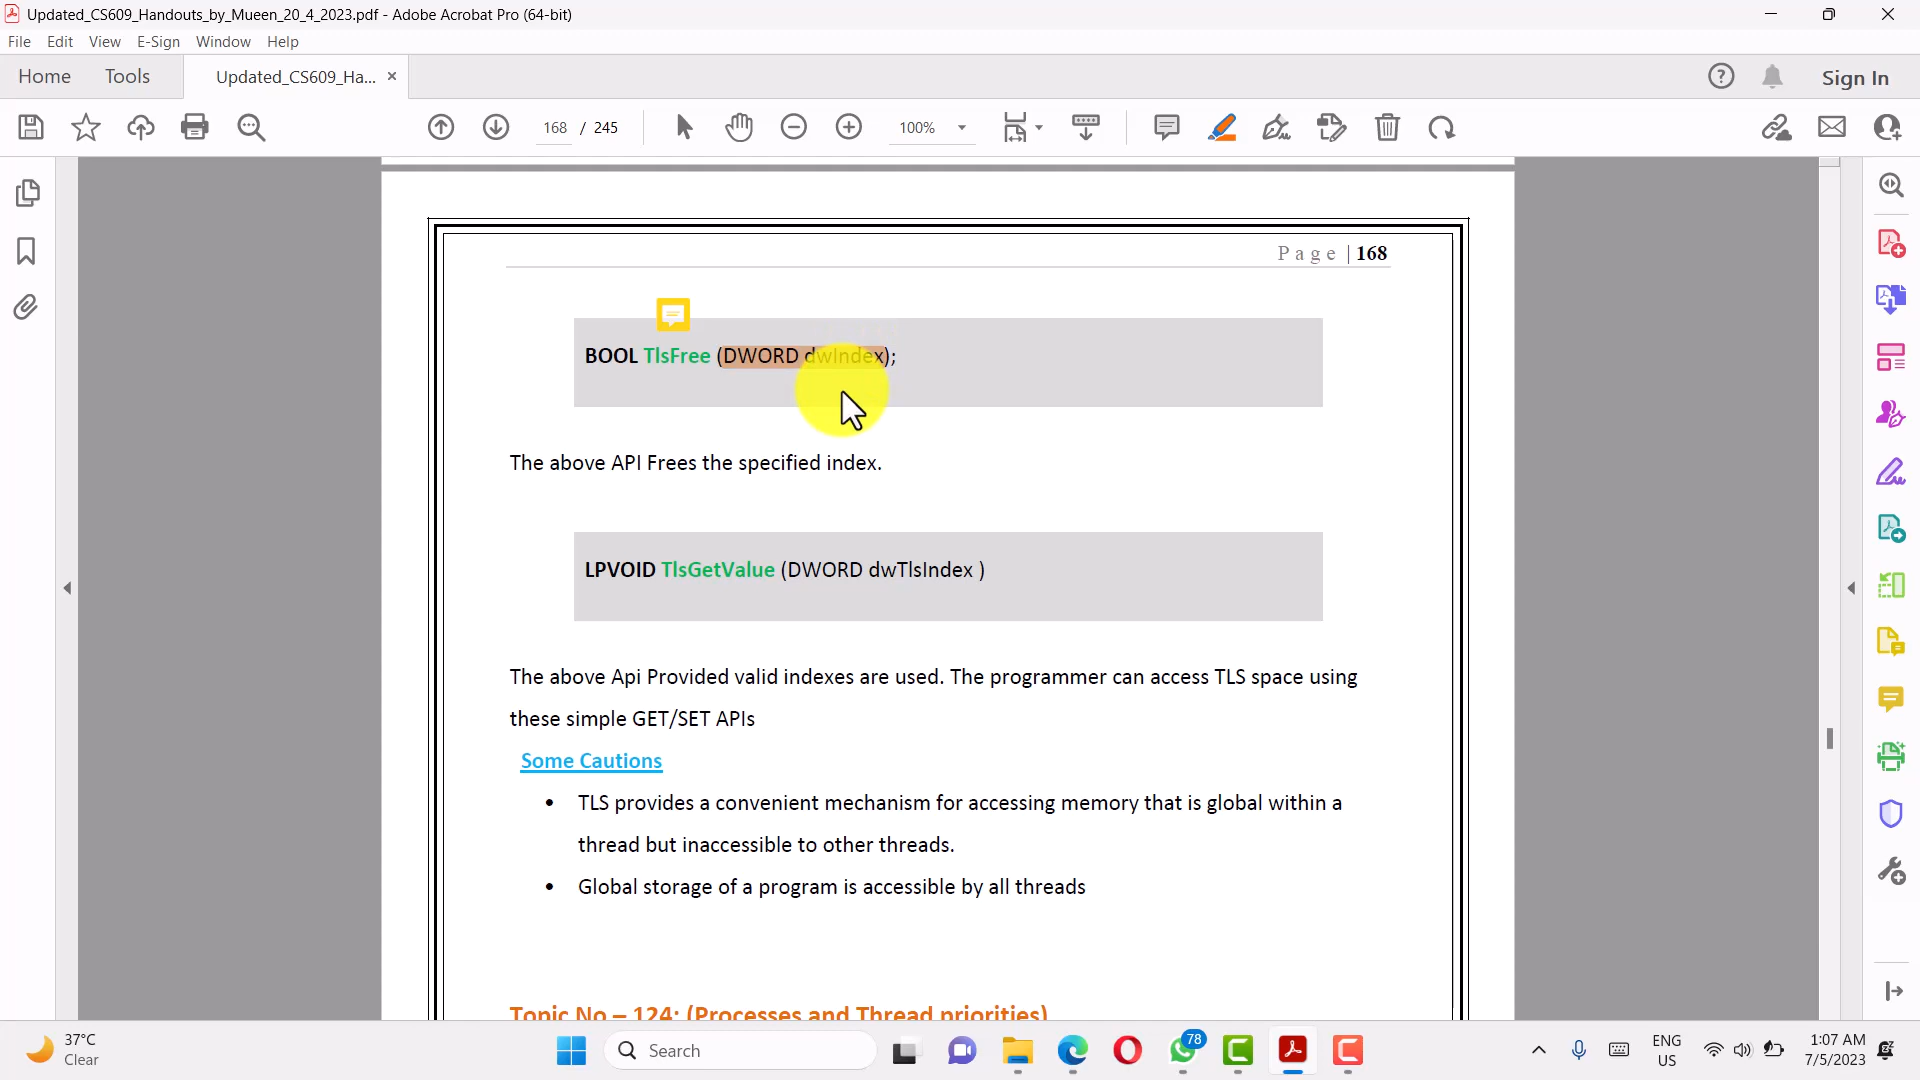 Updated_CS609_Handouts_by_Mueen_20_4_2023.pdf - Adobe Acrobat Pro (64-bit)
File Edit View E-Sign Window Help
Home Tools Updated_CS609_Ha... × Sign In
168 / 245 100%
Page | 168
BOOL TlsFree (DWORD dwIndex);
The above API Frees the specified index.
LPVOID TlsGetValue (DWORD dwTlsIndex )
The above Api Provided valid indexes are used. The programmer can access TLS space using
these simple GET/SET APIs
Some Cautions
• TLS provides a convenient mechanism for accessing memory that is global within a
thread but inaccessible to other threads.
• Global storage of a program is accessible by all threads
Topic No – 124: (Processes and Thread priorities)
37°C
Clear
Search
78
ENG
US
1:07 AM
7/5/2023